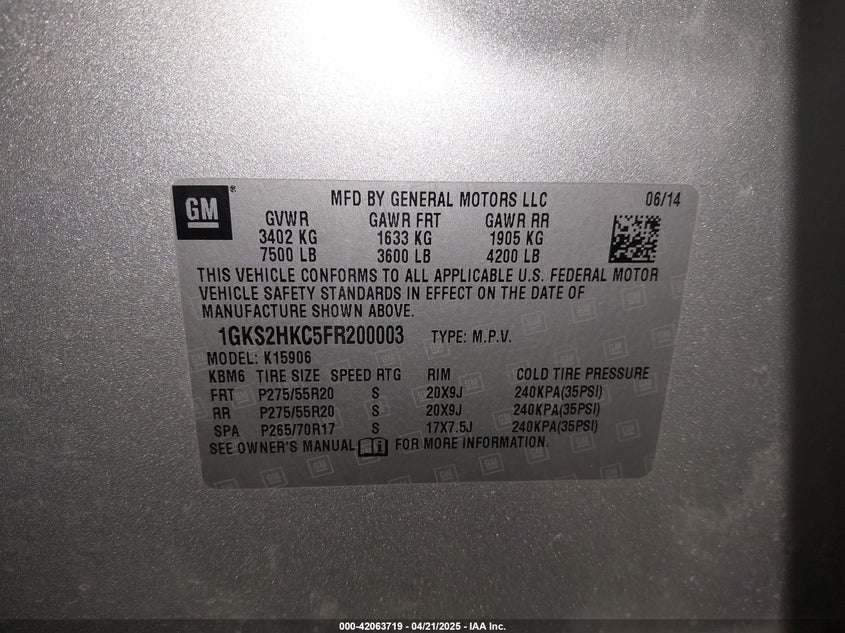 GM ®
MFD BY GENERAL MOTORS LLC 06/14
GVWR GAWR FRT GAWR RR
3402 KG 1633 KG 1905 KG
7500 LB 3600 LB 4200 LB
THIS VEHICLE CONFORMS TO ALL APPLICABLE U.S. FEDERAL MOTOR
VEHICLE SAFETY STANDARDS IN EFFECT ON THE DATE OF
MANUFACTURE SHOWN ABOVE.
1GKS2HKC5FR200003 TYPE: M.P.V.
MODEL: K15906
KBM6 TIRE SIZE SPEED RTG RIM COLD TIRE PRESSURE
FRT P275/55R20 S 20X9J 240KPA(35PSI)
RR P275/55R20 S 20X9J 240KPA(35PSI)
SPA P265/70R17 S 17X7.5J 240KPA(35PSI)
SEE OWNER'S MANUAL i FOR MORE INFORMATION.
000-42063719 - 04/21/2025 - IAA Inc.